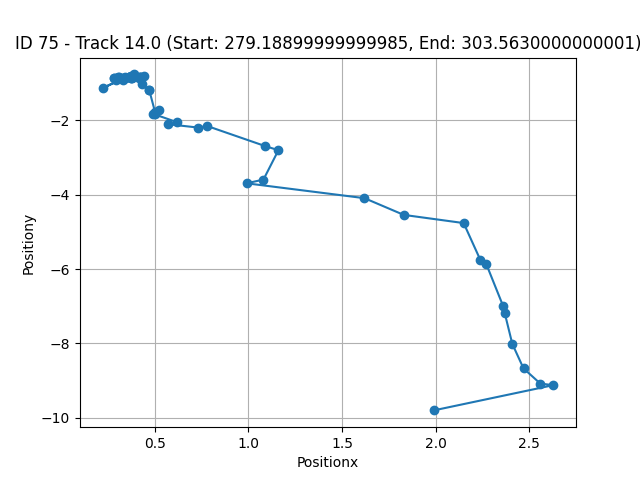 ID 75 - Track 14.0 (Start: 279.18899999999985, End: 303.5630000000001)
−2
−4
−6
−8
−10
Positiony
0.5 1.0 1.5 2.0 2.5
Positionx